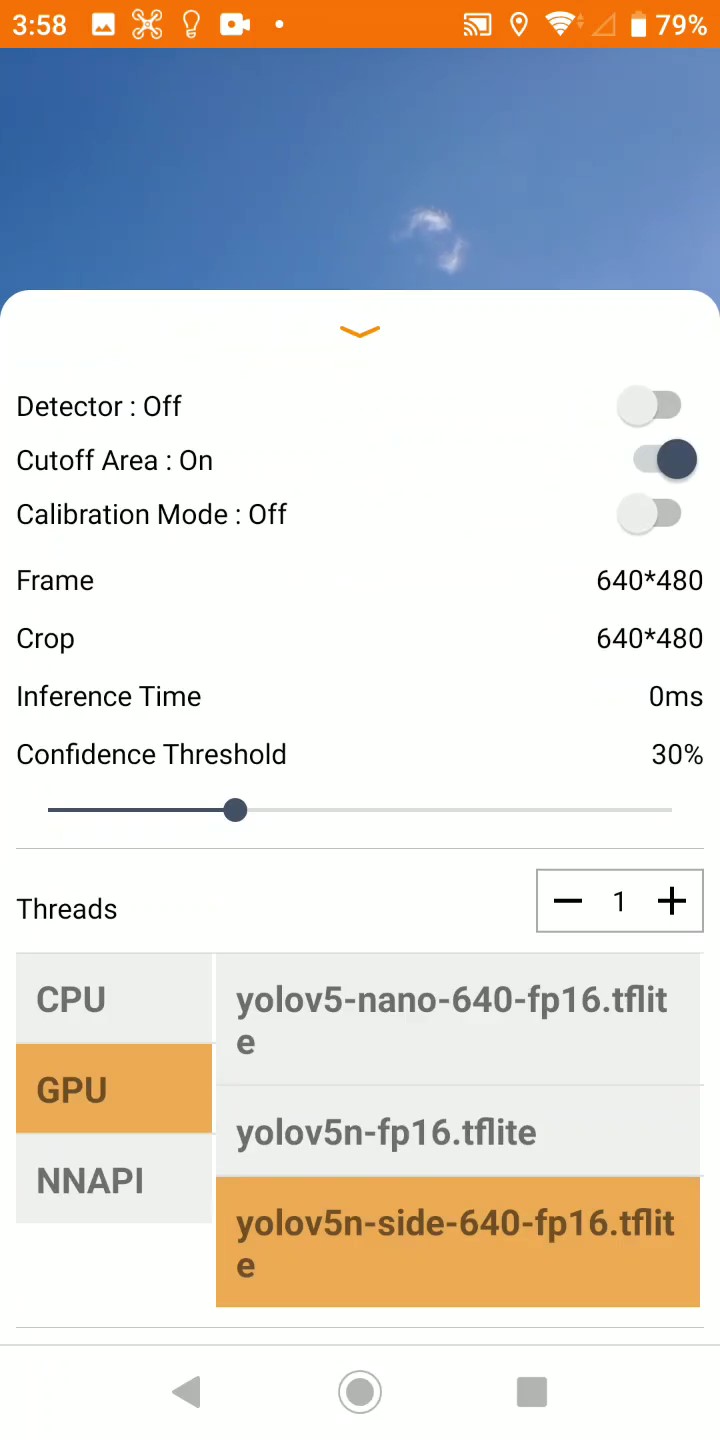 3:58
79%
Detector : Off
Cutoff Area : On
Calibration Mode : Off
Frame 640*480
Crop 640*480
Inference Time 0ms
Confidence Threshold 30%
Threads 1
CPU
GPU
NNAPI
yolov5-nano-640-fp16.tflit
e
yolov5n-fp16.tflite
yolov5n-side-640-fp16.tflit
e